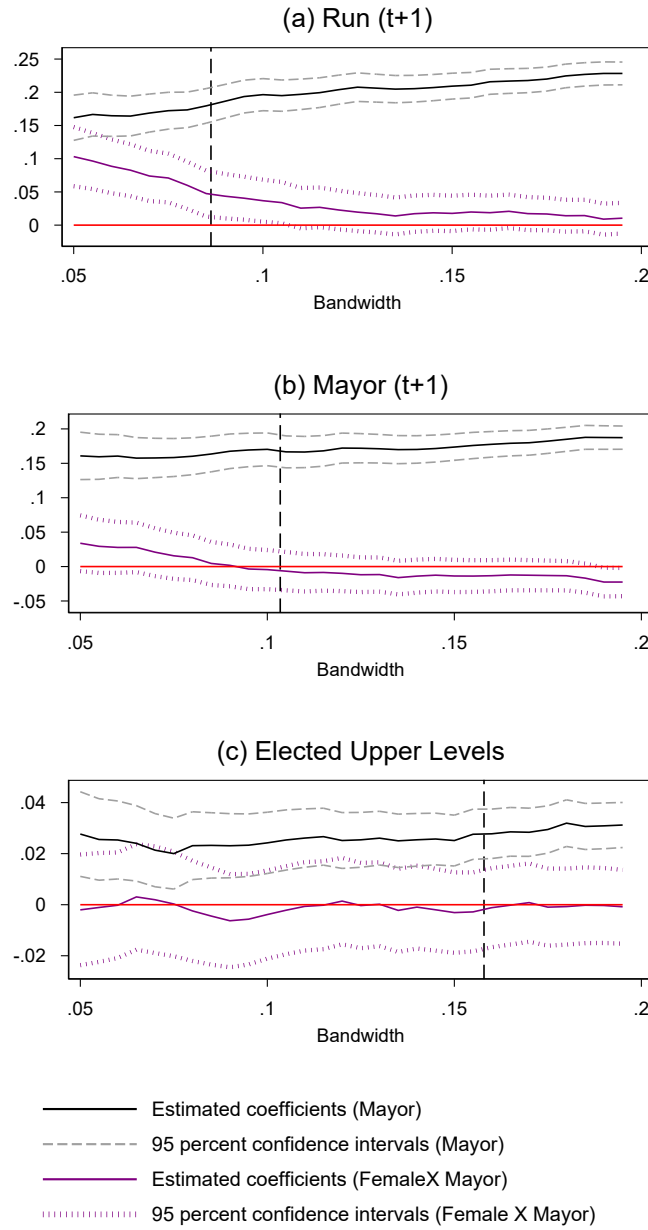 (a) Run (t+1)
.25
.2
.15
.1
.05
0
.05 .1 .15 .2
Bandwidth
(b) Mayor (t+1)
.2
.15
.1
.05
0
-.05
.05 .1 .15 .2
Bandwidth
(c) Elected Upper Levels
.04
.02
0
-.02
.05 .1 .15 .2
Bandwidth
Estimated coefficients (Mayor)
95 percent confidence intervals (Mayor)
Estimated coefficients (FemaleX Mayor)
95 percent confidence intervals (Female X Mayor)